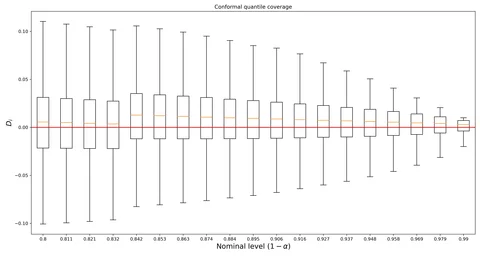 Conformal quantile coverage
0.10
0.05
0.00
−0.05
−0.10
D_i
0.8 0.811 0.821 0.832 0.842 0.853 0.863 0.874 0.884 0.895 0.906 0.916 0.927 0.937 0.948 0.958 0.969 0.979 0.99
Nominal level (1 − α)